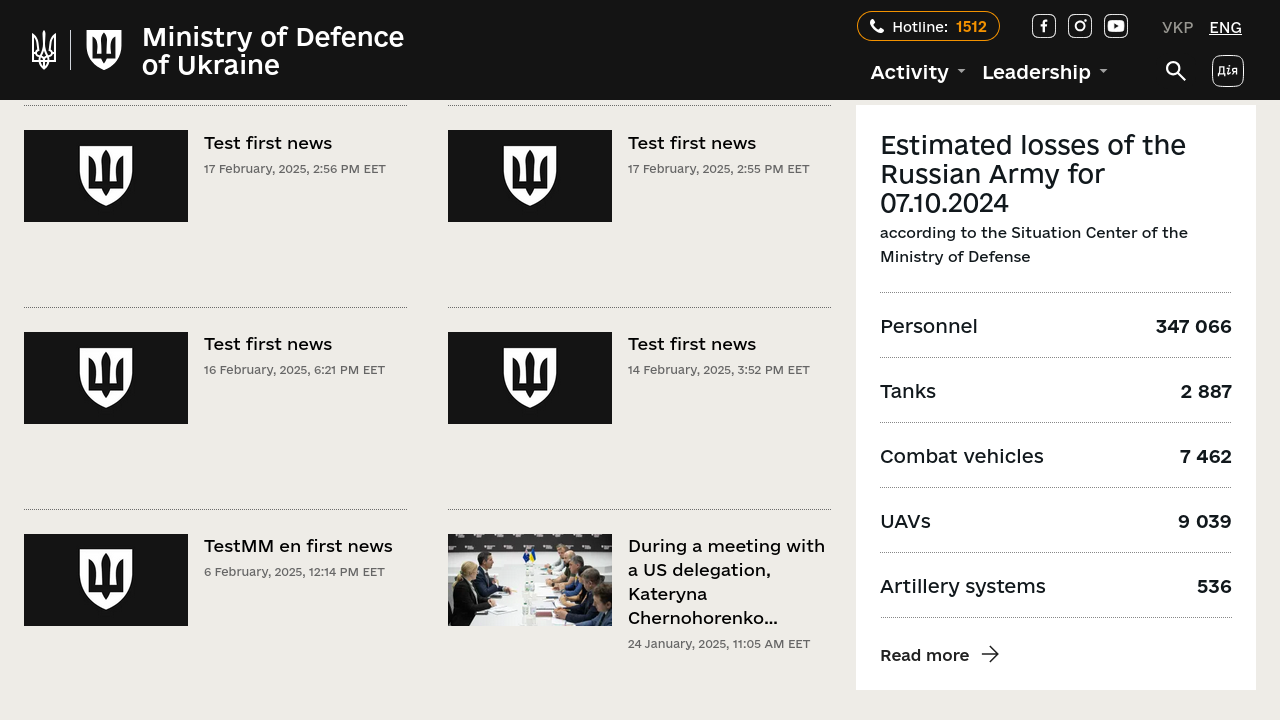 Ministry of Defence
of Ukraine
Hotline: 1512
УКР
ENG
Activity
Leadership
Дія
Test first news
17 February, 2025, 2:56 PM EET
Test first news
17 February, 2025, 2:55 PM EET
Test first news
16 February, 2025, 6:21 PM EET
Test first news
14 February, 2025, 3:52 PM EET
TestMM en first news
6 February, 2025, 12:14 PM EET
During a meeting with
a US delegation,
Kateryna
Chernohorenko...
24 January, 2025, 11:05 AM EET
Estimated losses of the
Russian Army for
07.10.2024
according to the Situation Center of the
Ministry of Defense
Personnel 347 066
Tanks 2 887
Combat vehicles 7 462
UAVs 9 039
Artillery systems 536
Read more